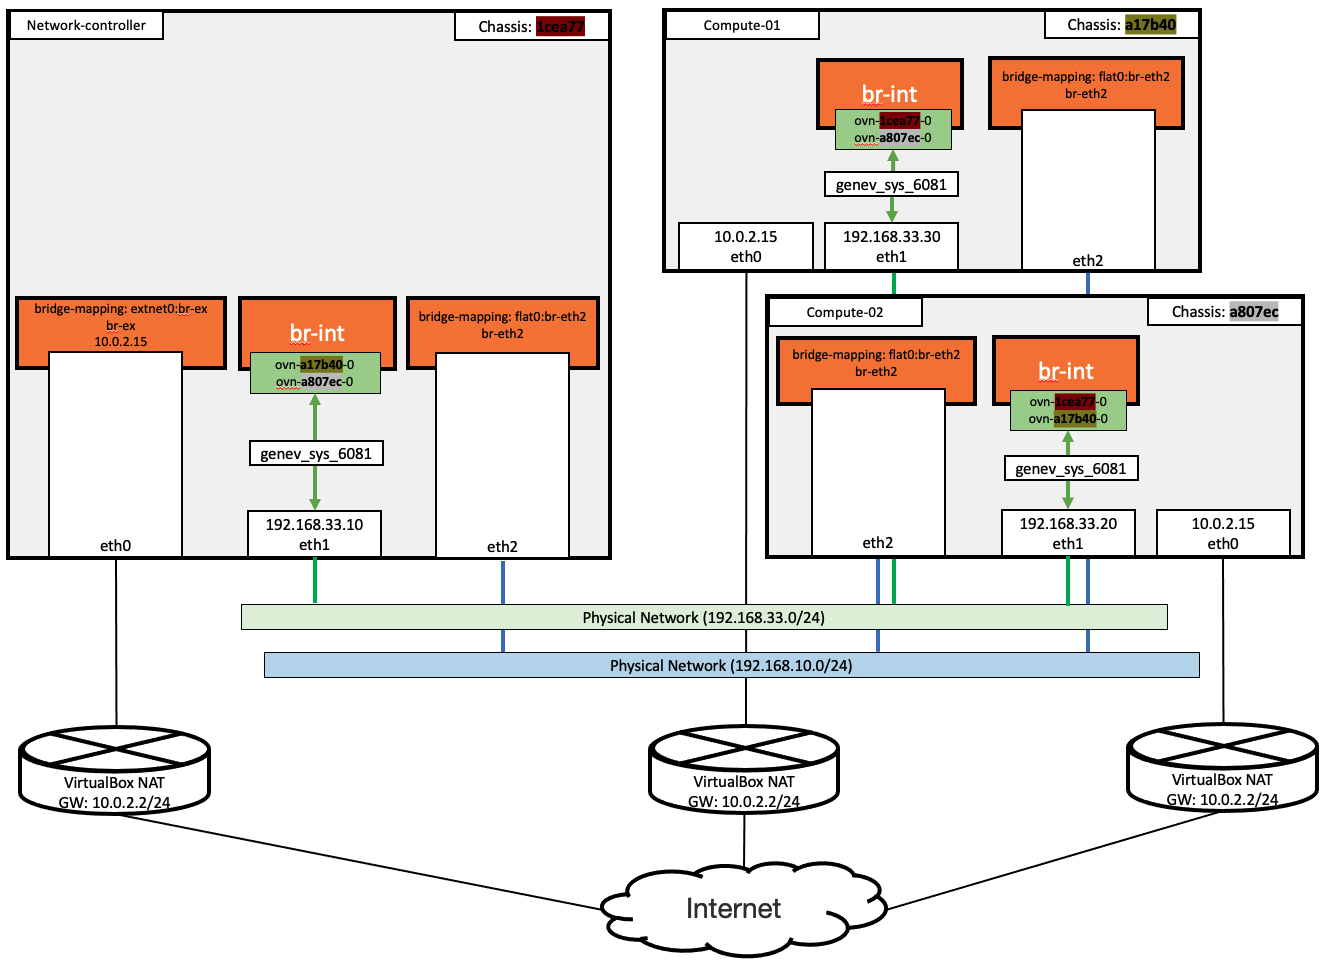 Network-controller
Chassis: 1cea77
bridge-mapping: extnet0:br-ex
br-ex
10.0.2.15
eth0
br-int
ovn-a17b40-0
ovn-a807ec-0
genev_sys_6081
192.168.33.10
eth1
bridge-mapping: flat0:br-eth2
br-eth2
eth2
Compute-01
Chassis: a17b40
br-int
ovn-1cea77-0
ovn-a807ec-0
genev_sys_6081
10.0.2.15
eth0
192.168.33.30
eth1
bridge-mapping: flat0:br-eth2
br-eth2
eth2
Compute-02
Chassis: a807ec
bridge-mapping: flat0:br-eth2
br-eth2
eth2
br-int
ovn-1cea77-0
ovn-a17b40-0
genev_sys_6081
192.168.33.20
eth1
10.0.2.15
eth0
Physical Network (192.168.33.0/24)
Physical Network (192.168.10.0/24)
VirtualBox NAT
GW: 10.0.2.2/24
VirtualBox NAT
GW: 10.0.2.2/24
VirtualBox NAT
GW: 10.0.2.2/24
Internet